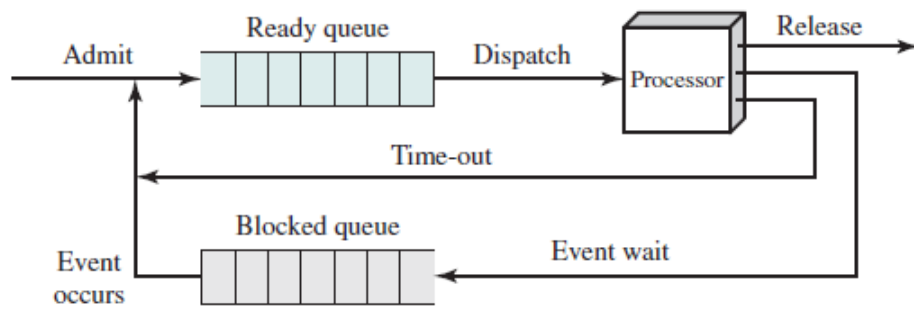 Ready queue
Release
Admit
Dispatch
Processor
Time-out
Blocked queue
Event wait
Event
occurs